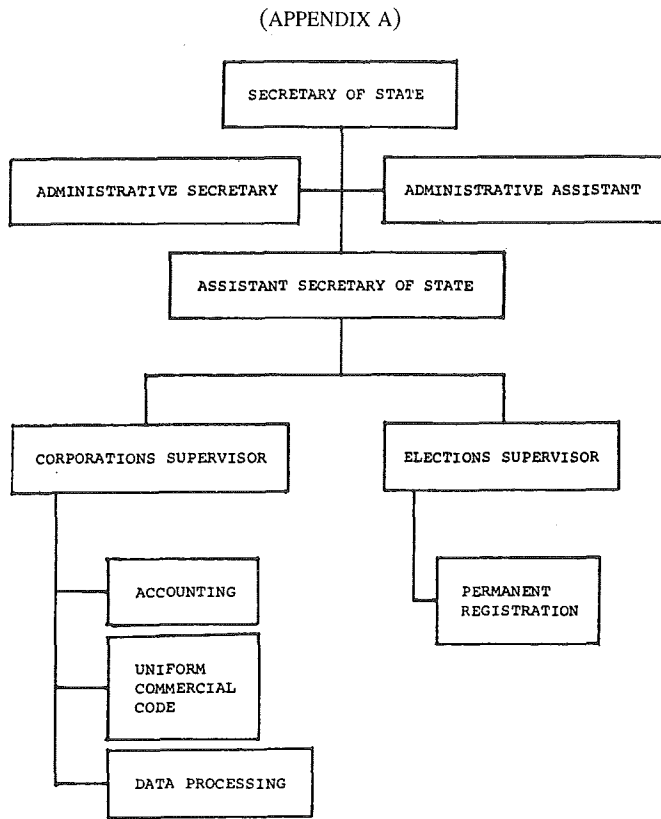 (APPENDIX A)
SECRETARY OF STATE
ADMINISTRATIVE SECRETARY
ADMINISTRATIVE ASSISTANT
ASSISTANT SECRETARY OF STATE
CORPORATIONS SUPERVISOR
ELECTIONS SUPERVISOR
ACCOUNTING
UNIFORM
COMMERCIAL
CODE
DATA PROCESSING
PERMANENT
REGISTRATION